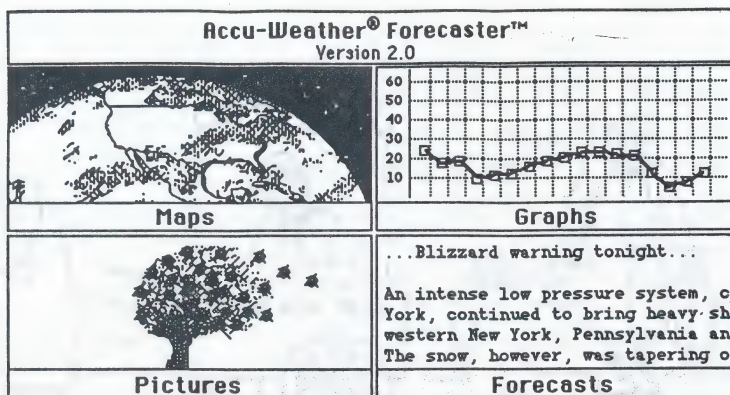 Accu-Weather® Forecaster™
Version 2.0
60
50
40
30
20
10
Maps
Graphs
...Blizzard warning tonight...
An intense low pressure system, c
York, continued to bring heavy sh
western New York, Pennsylvania an
The snow, however, was tapering o
Pictures
Forecasts